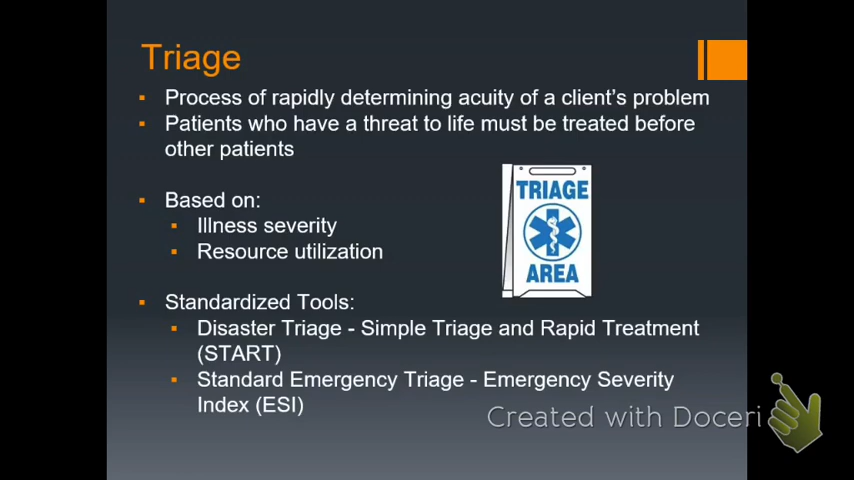 Triage
▪ Process of rapidly determining acuity of a client's problem
▪ Patients who have a threat to life must be treated before
other patients
▪ Based on:
▪ Illness severity
▪ Resource utilization
TRIAGE
AREA
▪ Standardized Tools:
▪ Disaster Triage - Simple Triage and Rapid Treatment
(START)
▪ Standard Emergency Triage - Emergency Severity
Index (ESI)
Created with Doceri